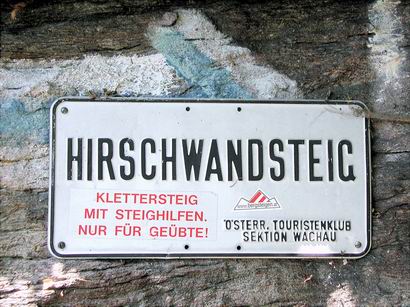 HIRSCHWANDSTEIG
KLETTERSTEIG
MIT STEIGHILFEN.
NUR FÜR GEÜBTE!
www.bergsteigen.at
ÖSTERR. TOURISTENKLUB
SEKTION WACHAU